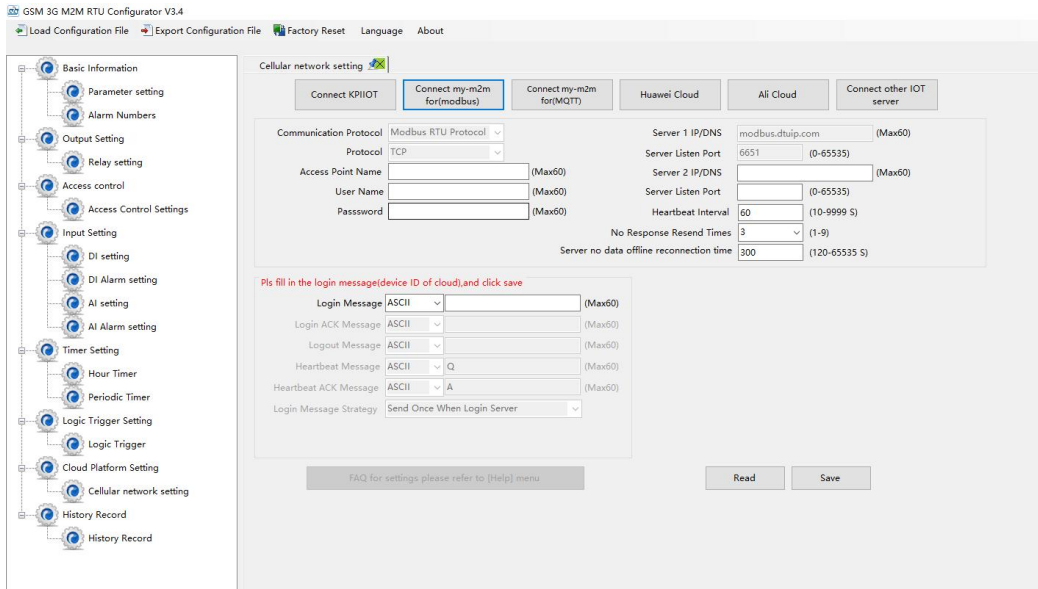 GSM 3G M2M RTU Configurator V3.4
Load Configuration File Export Configuration File Factory Reset Language About
Basic Information
Parameter setting
Alarm Numbers
Output Setting
Relay setting
Access control
Access Control Settings
Input Setting
DI setting
DI Alarm setting
AI setting
AI Alarm setting
Timer Setting
Hour Timer
Periodic Timer
Logic Trigger Setting
Logic Trigger
Cloud Platform Setting
Cellular network setting
History Record
History Record
Cellular network setting
Connect KPIIOT
Connect my-m2m
for(modbus)
Connect my-m2m
for(MQTT)
Huawei Cloud
Ali Cloud
Connect other IOT
server
Communication Protocol Modbus RTU Protocol
Protocol TCP
Access Point Name (Max60)
User Name (Max60)
Passsword (Max60)
Server 1 IP/DNS modbus.dtuip.com (Max60)
Server Listen Port 6651 (0-65535)
Server 2 IP/DNS (Max60)
Server Listen Port (0-65535)
Heartbeat Interval 60 (10-9999 S)
No Response Resend Times 3 (1-9)
Server no data offline reconnection time 300 (120-65535 S)
Pls fill in the login message(device ID of cloud),and click save
Login Message ASCII (Max60)
Login ACK Message ASCII (Max60)
Logout Message ASCII (Max60)
Heartbeat Message ASCII Q (Max60)
Heartbeat ACK Message ASCII A (Max60)
Login Message Strategy Send Once When Login Server
FAQ for settings please refer to [Help] menu
Read Save